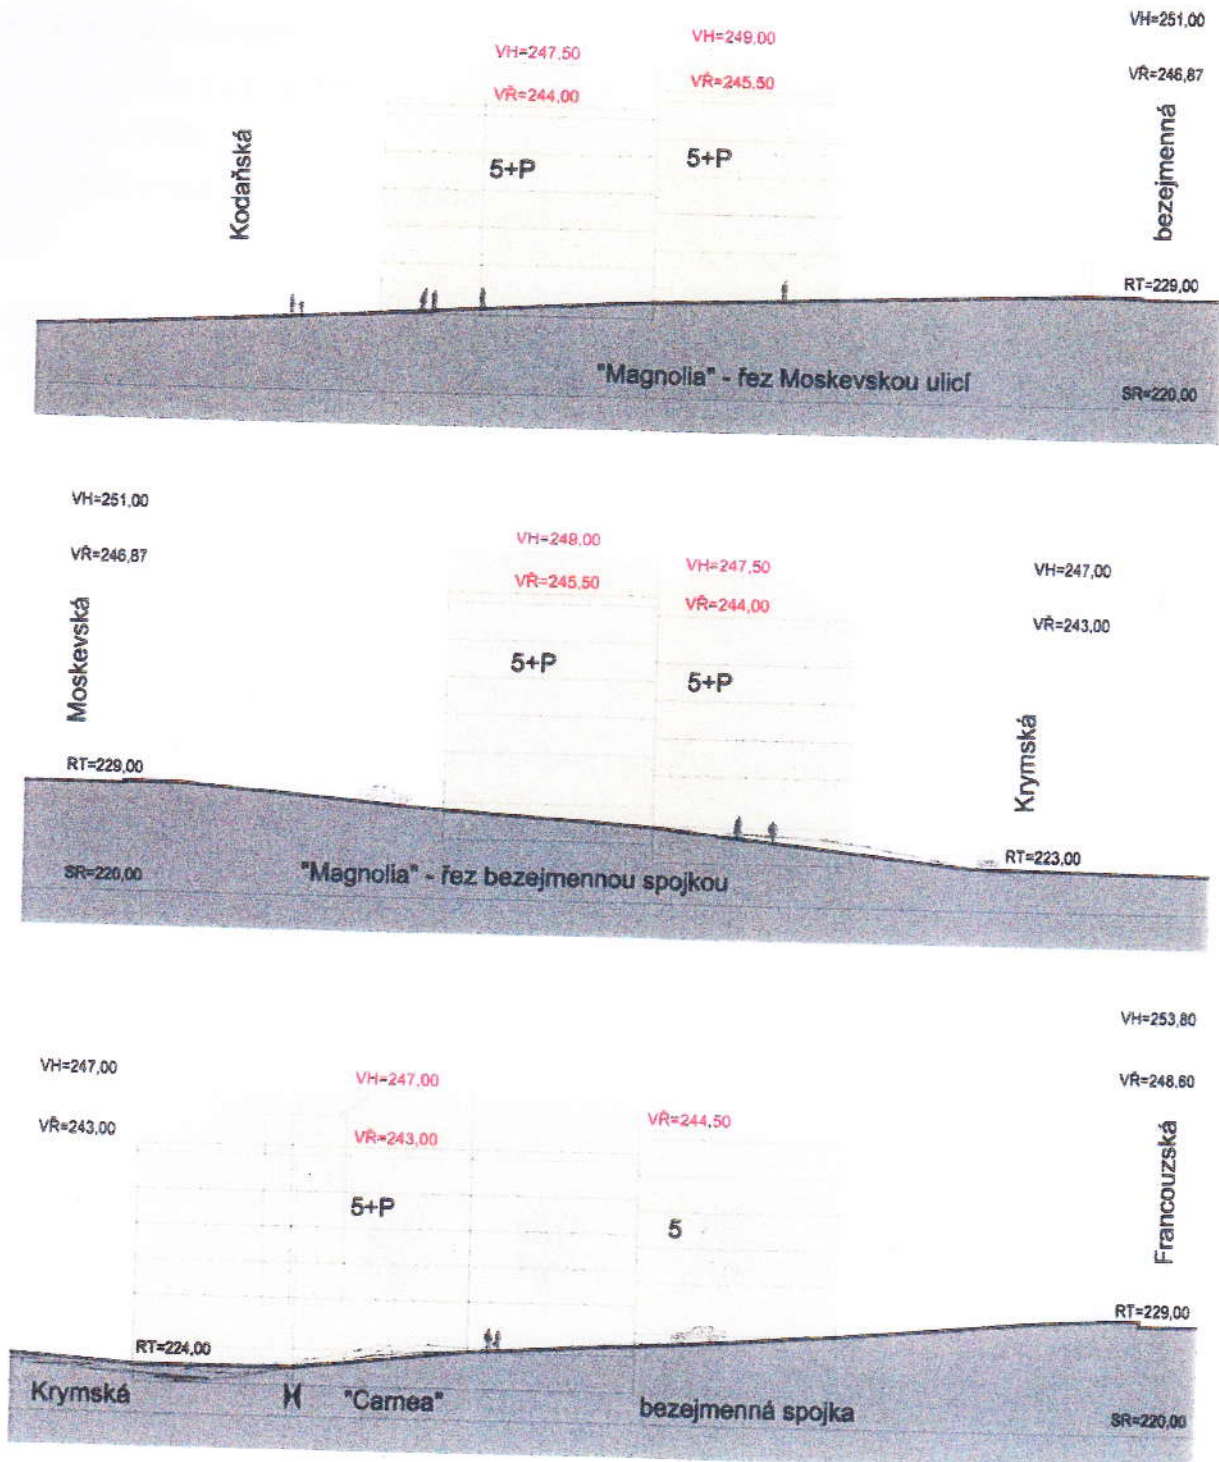 VH=251,00
VH=249,00
VH=247,50
VŘ=246,87
VŘ=245,50
VŘ=244,00
Kodaňská
5+P
5+P
bezejmenná
RT=229,00
"Magnolia" - řez Moskevskou ulicí
SR=220,00
VH=251,00
VŘ=246,87
VH=249,00
VH=247,50
VH=247,00
VŘ=245,50
VŘ=244,00
VŘ=243,00
Moskevská
5+P
5+P
Krymská
RT=229,00
RT=223,00
SR=220,00
"Magnolia" - řez bezejmennou spojkou
VH=253,80
VH=247,00
VH=247,00
VŘ=248,60
VŘ=243,00
VŘ=243,00
VŘ=244,50
Francouzská
5+P
5
RT=229,00
RT=224,00
Krymská
"Carnea"
bezejmenná spojka
SR=220,00